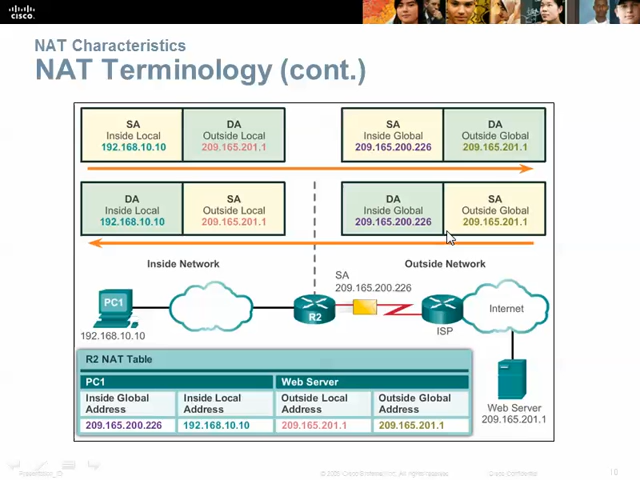 CISCO
NAT Characteristics
NAT Terminology (cont.)
SA
Inside Local
192.168.10.10
DA
Outside Local
209.165.201.1
SA
Inside Global
209.165.200.226
DA
Outside Global
209.165.201.1
DA
Inside Local
192.168.10.10
SA
Outside Local
209.165.201.1
DA
Inside Global
209.165.200.226
SA
Outside Global
209.165.201.1
Inside Network
Outside Network
SA
209.165.200.226
PC1
R2
ISP
Internet
192.168.10.10
Web Server
209.165.201.1
R2 NAT Table
PC1
Web Server
Inside Global
Address
Inside Local
Address
Outside Local
Address
Outside Global
Address
209.165.200.226
192.168.10.10
209.165.201.1
209.165.201.1
Presentation_ID
Cisco Confidential